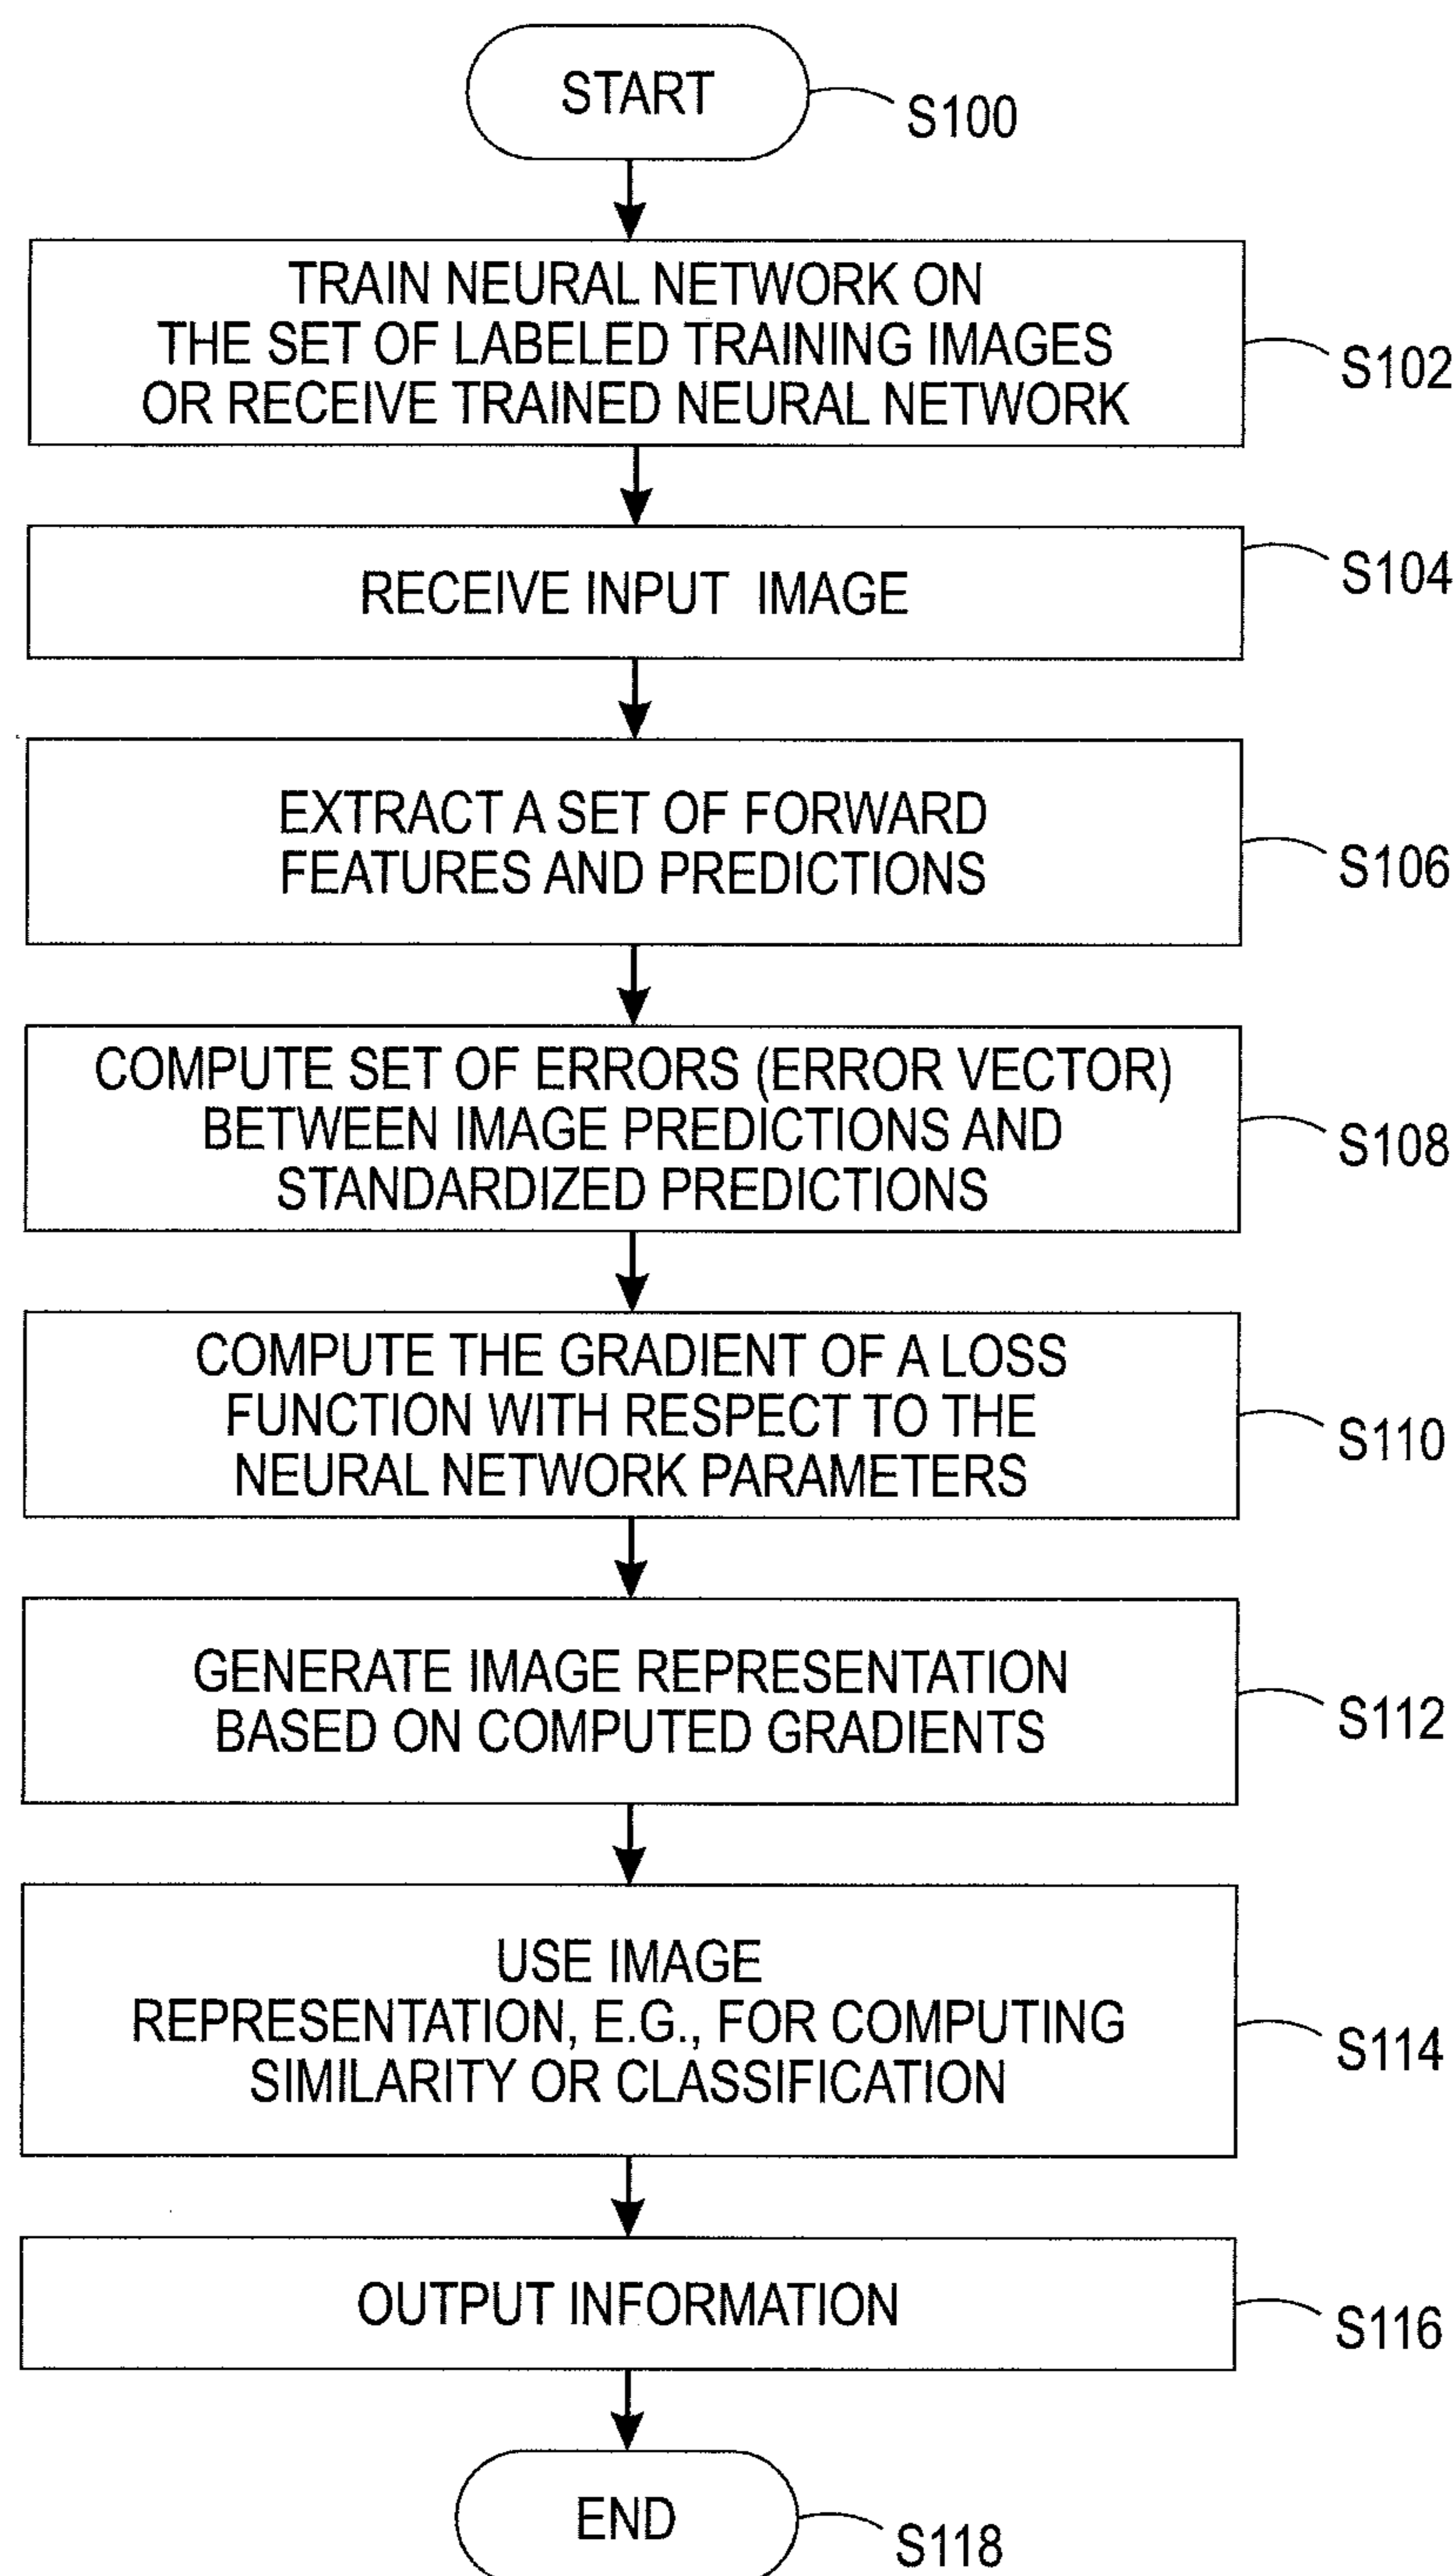 START
S100
TRAIN NEURAL NETWORK ON
THE SET OF LABELED TRAINING IMAGES
OR RECEIVE TRAINED NEURAL NETWORK
S102
RECEIVE INPUT IMAGE
S104
EXTRACT A SET OF FORWARD
FEATURES AND PREDICTIONS
S106
COMPUTE SET OF ERRORS (ERROR VECTOR)
BETWEEN IMAGE PREDICTIONS AND
STANDARDIZED PREDICTIONS
S108
COMPUTE THE GRADIENT OF A LOSS
FUNCTION WITH RESPECT TO THE
NEURAL NETWORK PARAMETERS
S110
GENERATE IMAGE REPRESENTATION
BASED ON COMPUTED GRADIENTS
S112
USE IMAGE
REPRESENTATION, E.G., FOR COMPUTING
SIMILARITY OR CLASSIFICATION
S114
OUTPUT INFORMATION
S116
END
S118